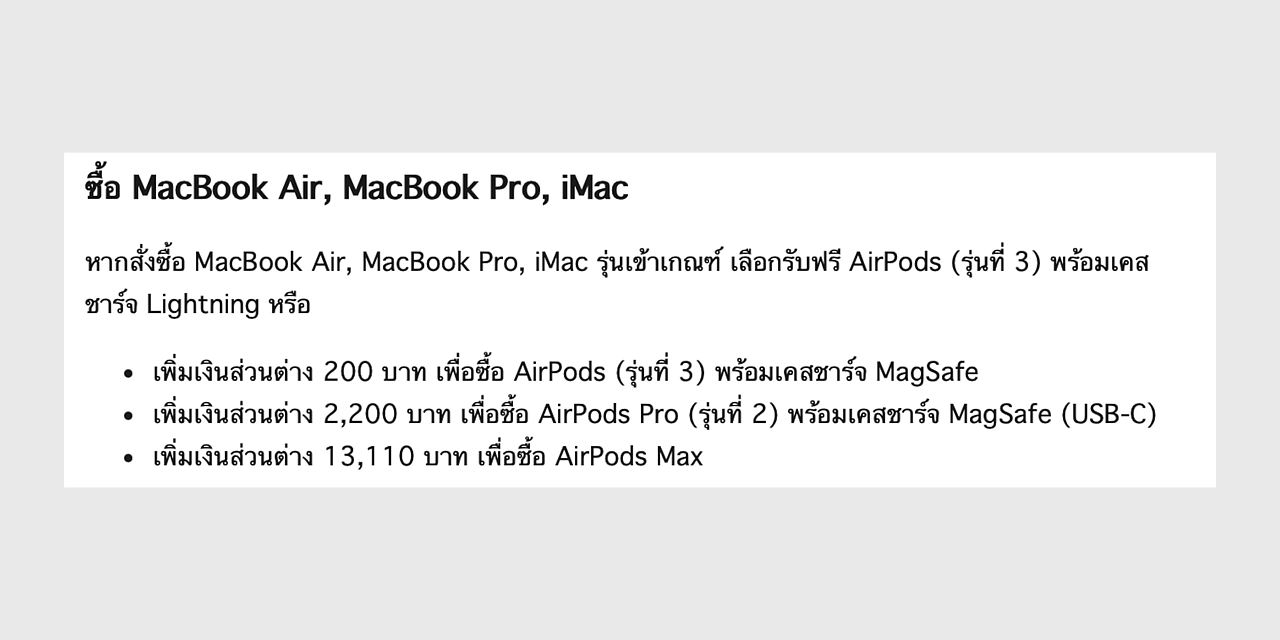 ซื้อ MacBook Air, MacBook Pro, iMac
หากสั่งซื้อ MacBook Air, MacBook Pro, iMac รุ่นเข้าเกณฑ์ เลือกรับฟรี AirPods (รุ่นที่ 3) พร้อมเคส
ชาร์จ Lightning หรือ
• เพิ่มเงินส่วนต่าง 200 บาท เพื่อซื้อ AirPods (รุ่นที่ 3) พร้อมเคสชาร์จ MagSafe
• เพิ่มเงินส่วนต่าง 2,200 บาท เพื่อซื้อ AirPods Pro (รุ่นที่ 2) พร้อมเคสชาร์จ MagSafe (USB-C)
• เพิ่มเงินส่วนต่าง 13,110 บาท เพื่อซื้อ AirPods Max